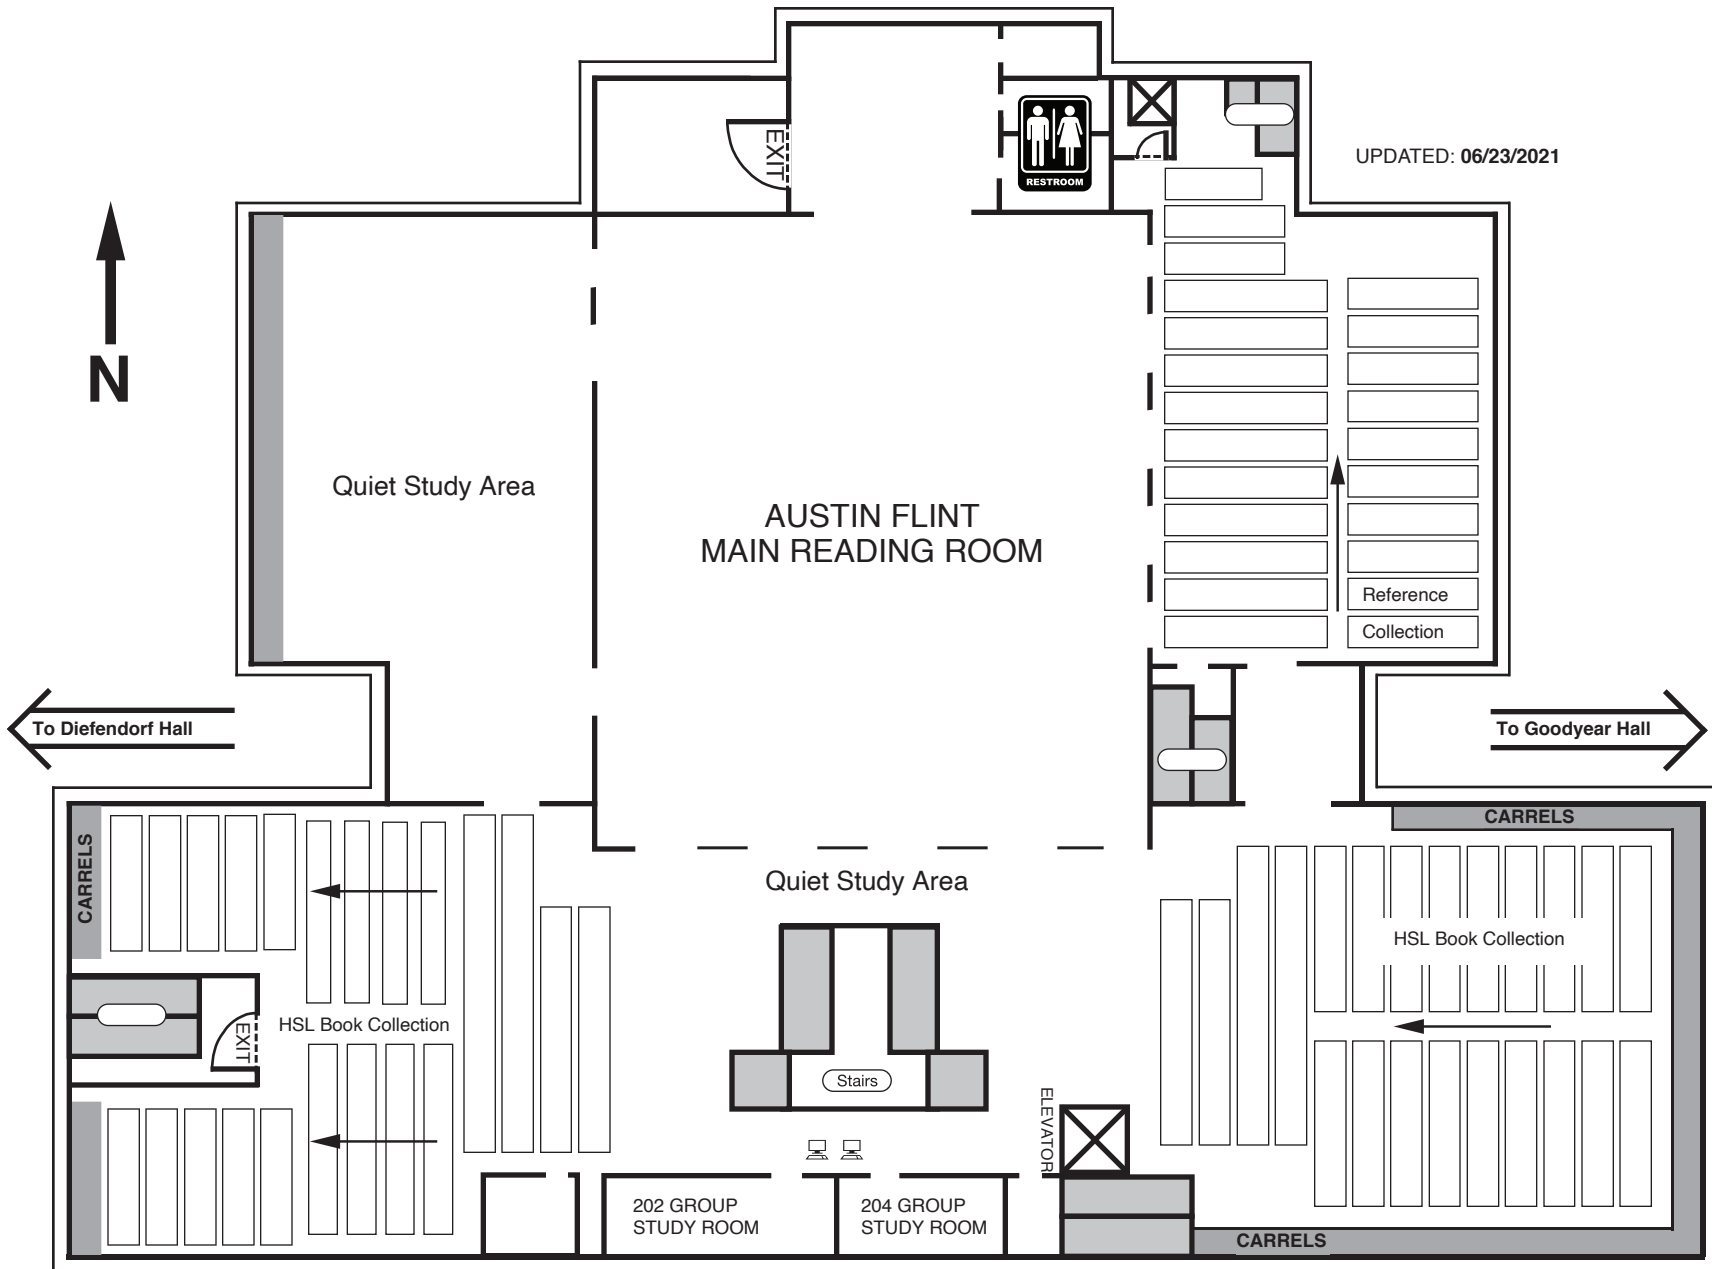 EXIT
RESTROOM
UPDATED: 06/23/2021
N
Quiet Study Area
AUSTIN FLINT
MAIN READING ROOM
Reference
Collection
To Diefendorf Hall
To Goodyear Hall
CARRELS
CARRELS
Quiet Study Area
HSL Book Collection
HSL Book Collection
EXIT
Stairs
ELEVATOR
202 GROUP
STUDY ROOM
204 GROUP
STUDY ROOM
CARRELS